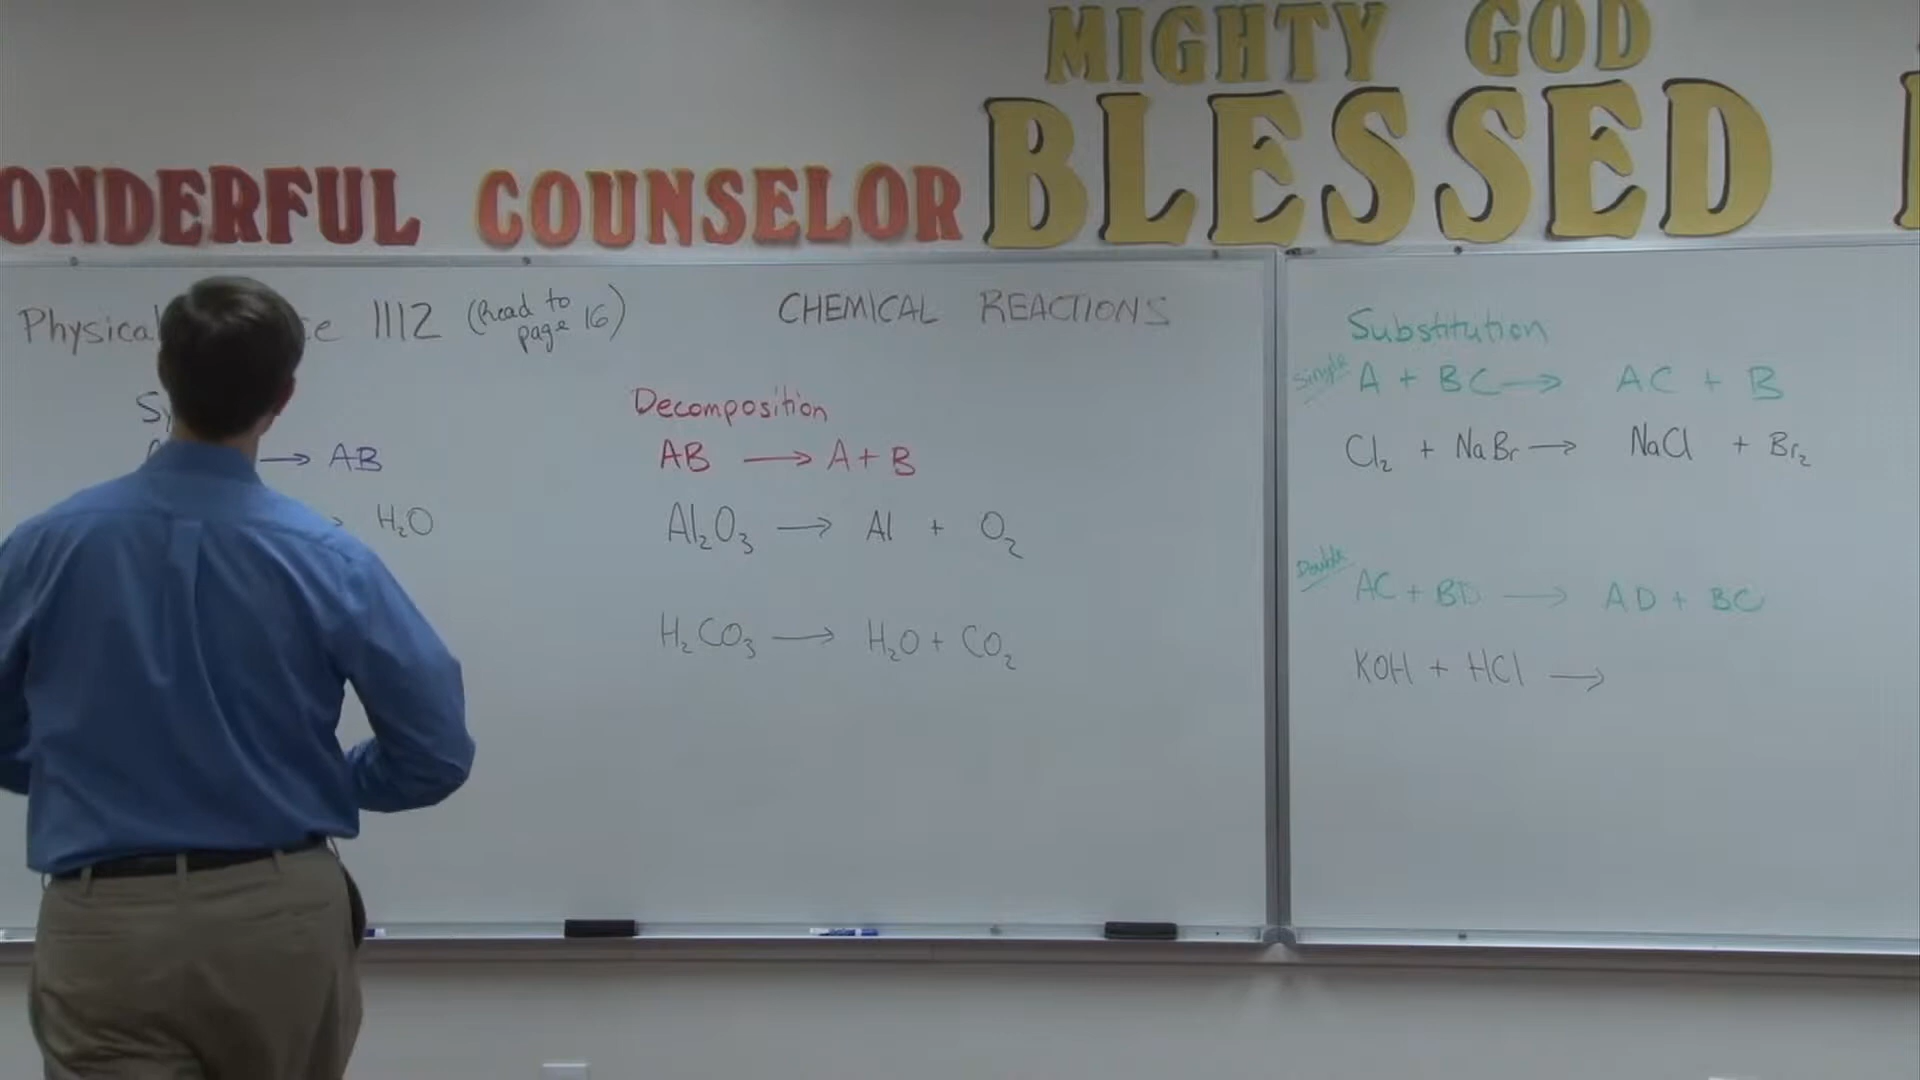 MIGHTY GOD
ONDERFUL COUNSELOR BLESSED
Physical 1112 (Read to page 16)
CHEMICAL REACTIONS
→ AB
H₂O
Decomposition
AB → A + B
Al₂O₃ → Al + O₂
H₂CO₃ → H₂O + CO₂
Substitution
Single A + BC → AC + B
Cl₂ + NaBr → NaCl + Br₂
Double AC + BD → AD + BC
KOH + HCl →